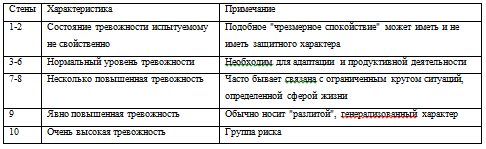 Стены Характеристика Примечание
1-2 Состояние тревожности испытуемому Подобное "чрезмерное спокойствие" может иметь и не
не свойственно иметь защитного характера
3-6 Нормальный уровень тревожности Необходим для адаптации и продуктивной деятельности
7-8 Несколько повышенная тревожность Часто бывает связана с ограниченным кругом ситуаций,
определенной сферой жизни
9 Явно повышенная тревожность Обычно носит "разлитой", генерализованный характер
10 Очень высокая тревожность Группа риска